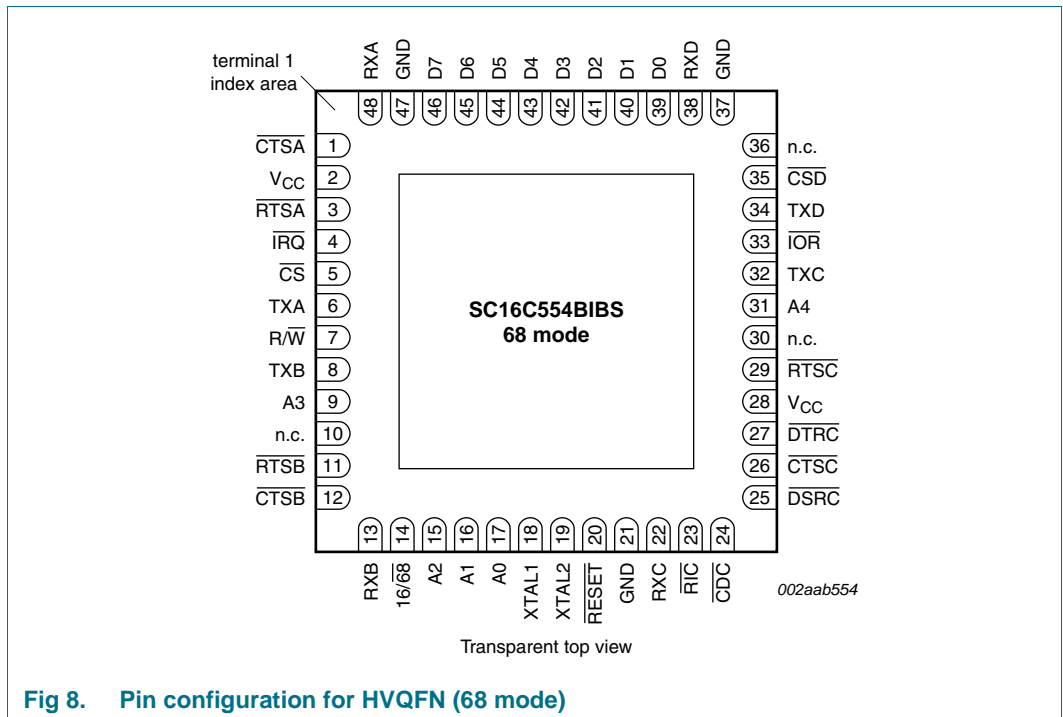 terminal 1
index area
RXA GND D7 D6 D5 D4 D3 D2 D1 D0 RXD GND
48 47 46 45 44 43 42 41 40 39 38 37
CTSA 1
VCC 2
RTSA 3
IRQ 4
CS 5
TXA 6
R/W 7
TXB 8
A3 9
n.c. 10
RTSB 11
CTSB 12
SC16C554BIBS
68 mode
36 n.c.
35 CSD
34 TXD
33 IOR
32 TXC
31 A4
30 n.c.
29 RTSC
28 VCC
27 DTRC
26 CTSC
25 DSRC
13 14 15 16 17 18 19 20 21 22 23 24
RXB 16/68 A2 A1 A0 XTAL1 XTAL2 RESET GND RXC RIC CDC
002aab554
Transparent top view
Fig 8. Pin configuration for HVQFN (68 mode)